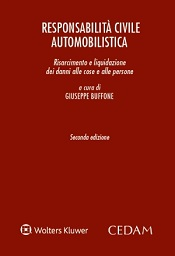 RESPONSABILITÀ CIVILE
AUTOMOBILISTICA
Risarcimento e liquidazione
dei danni alle cose e alle persone
a cura di
GIUSEPPE BUFFONE
Seconda edizione
Wolters Kluwer
CEDAM